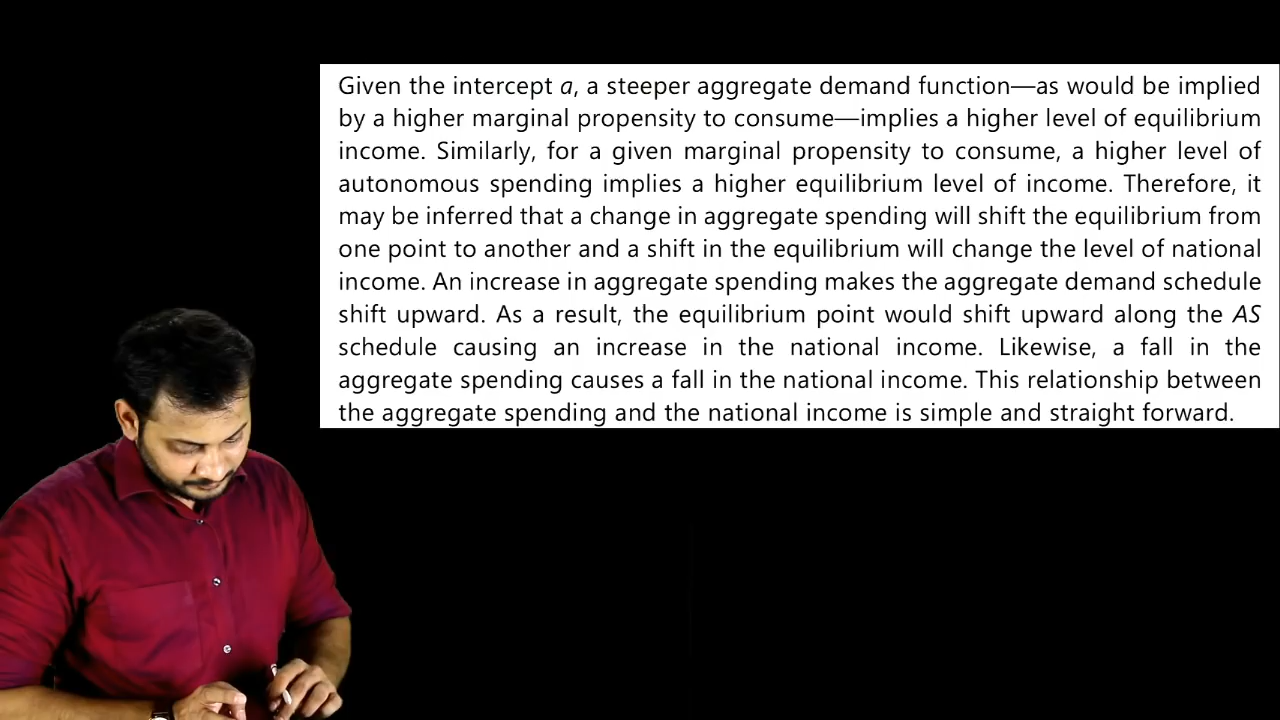 Given the intercept a, a steeper aggregate demand function—as would be implied
by a higher marginal propensity to consume—implies a higher level of equilibrium
income. Similarly, for a given marginal propensity to consume, a higher level of
autonomous spending implies a higher equilibrium level of income. Therefore, it
may be inferred that a change in aggregate spending will shift the equilibrium from
one point to another and a shift in the equilibrium will change the level of national
income. An increase in aggregate spending makes the aggregate demand schedule
shift upward. As a result, the equilibrium point would shift upward along the AS
schedule causing an increase in the national income. Likewise, a fall in the
aggregate spending causes a fall in the national income. This relationship between
the aggregate spending and the national income is simple and straight forward.